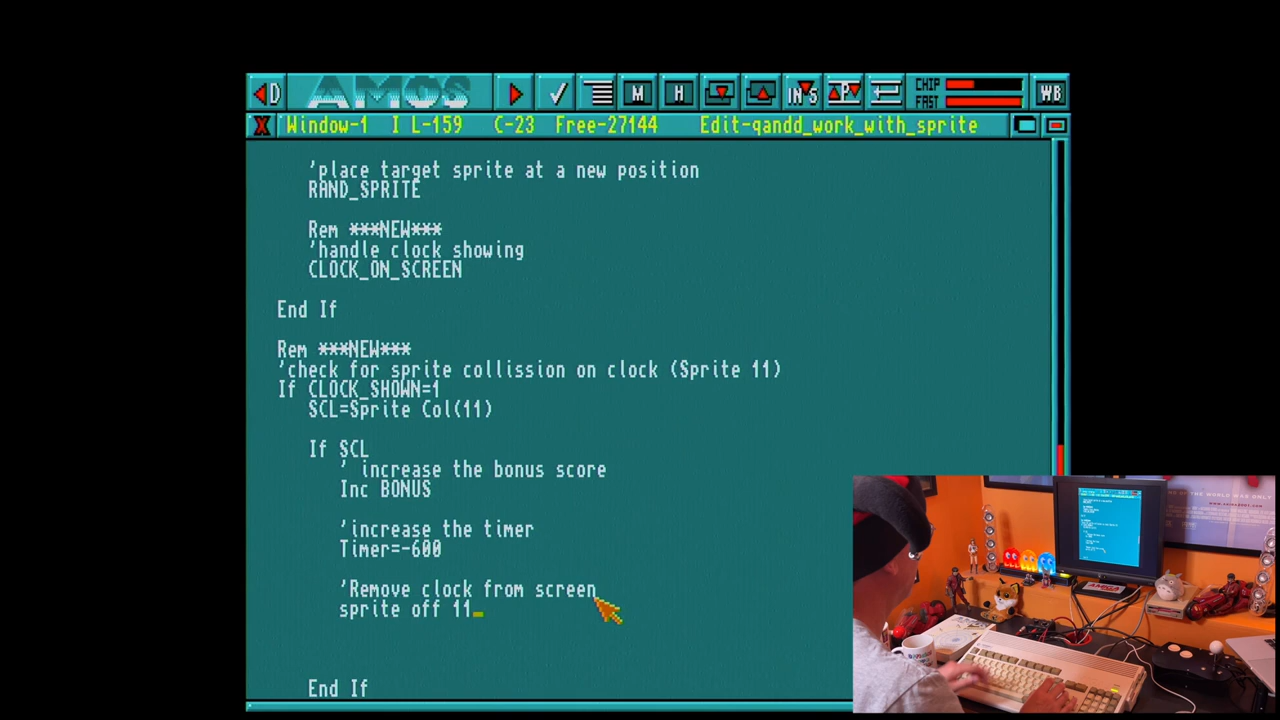 D AMOS M H INS P CHIP FAST WB
X Window-1 I L-159 C-23 Free-27144 Edit-qandd_work_with_sprite
'place target sprite at a new position
RAND_SPRITE
Rem ***NEW***
'handle clock showing
CLOCK_ON_SCREEN
End If
Rem ***NEW***
'check for sprite collission on clock (Sprite 11)
If CLOCK_SHOWN=1
SCL=Sprite Col(11)
If SCL
' increase the bonus score
Inc BONUS
'increase the timer
Timer=-600
'Remove clock from screen
sprite off 11
End If